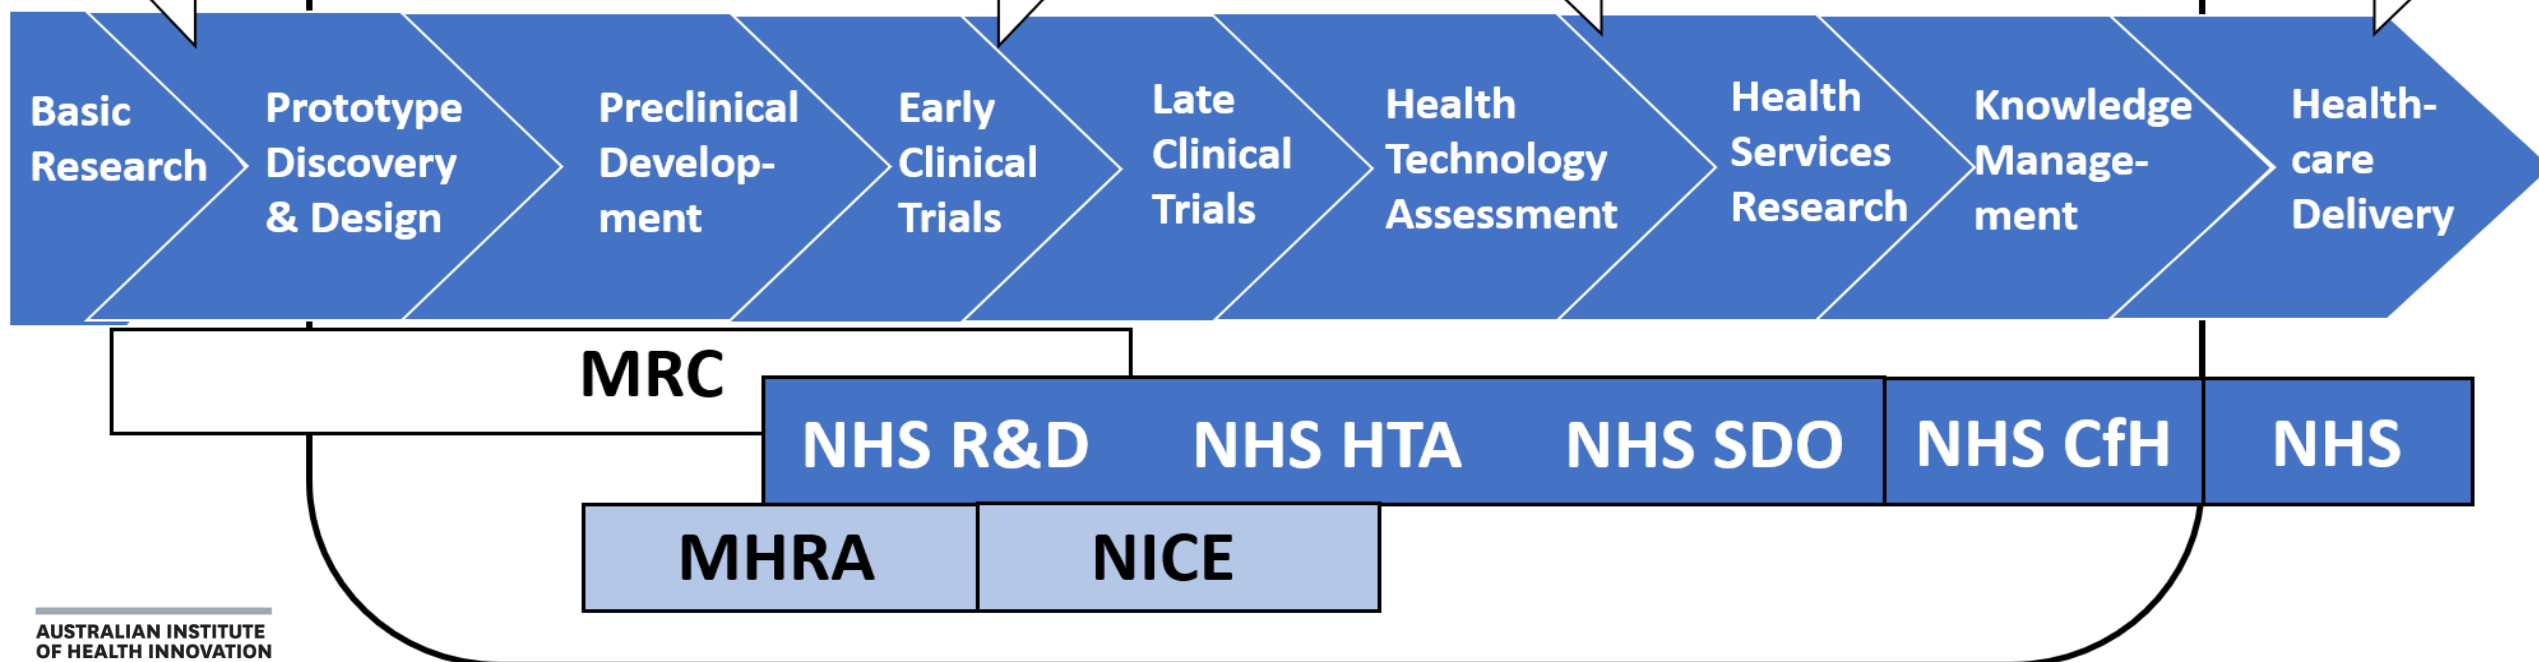 Basic
Research
Prototype
Discovery
& Design
Preclinical
Develop-
ment
Early
Clinical
Trials
Late
Clinical
Trials
Health
Technology
Assessment
Health
Services
Research
Knowledge
Manage-
ment
Health-
care
Delivery
MRC
NHS R&D
NHS HTA
NHS SDO
NHS CfH
NHS
MHRA
NICE
AUSTRALIAN INSTITUTE
OF HEALTH INNOVATION